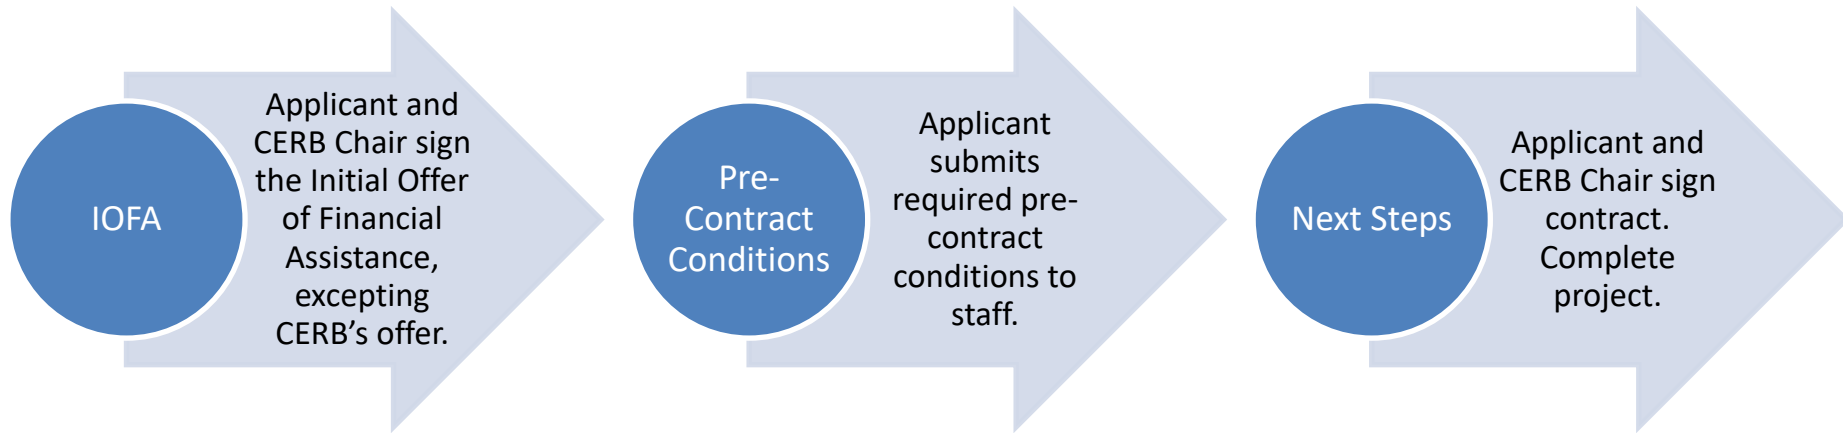 IOFA
Applicant and
CERB Chair sign
the Initial Offer
of Financial
Assistance,
excepting
CERB’s offer.
Pre-
Contract
Conditions
Applicant
submits
required pre-
contract
conditions to
staff.
Next Steps
Applicant and
CERB Chair sign
contract.
Complete
project.